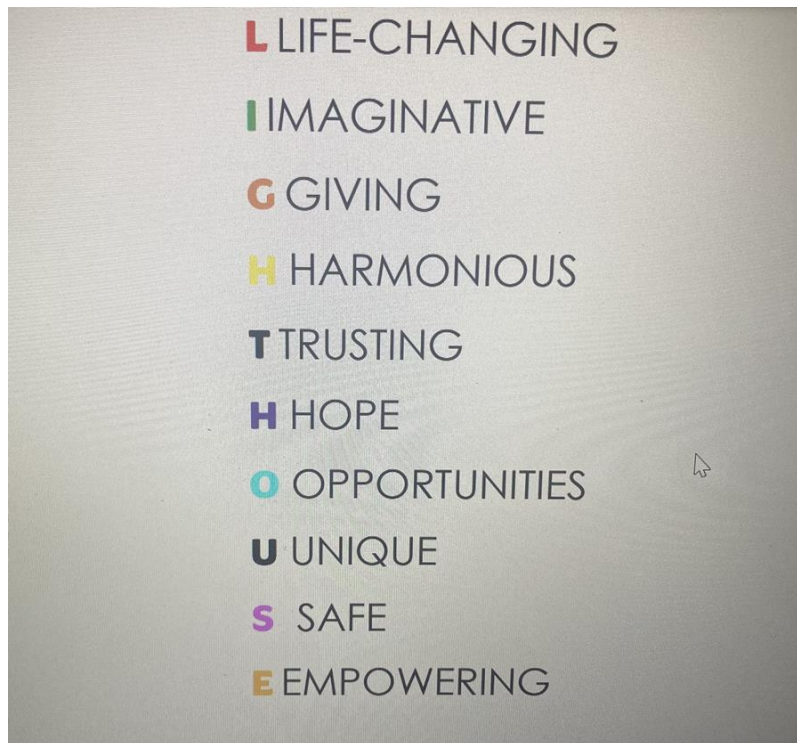 L LIFE-CHANGING
I IMAGINATIVE
G GIVING
H HARMONIOUS
T TRUSTING
H HOPE
O OPPORTUNITIES
U UNIQUE
S SAFE
E EMPOWERING